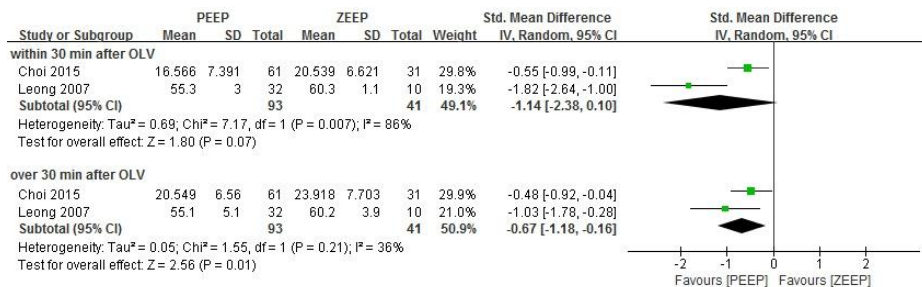 PEEP ZEEP Std. Mean Difference Std. Mean Difference
Study or Subgroup Mean SD Total Mean SD Total Weight IV, Random, 95% CI IV, Random, 95% CI
within 30 min after OLV
Choi 2015 16.566 7.391 61 20.539 6.621 31 29.8% -0.55 [-0.99, -0.11]
Leong 2007 55.3 3 32 60.3 1.1 10 19.3% -1.82 [-2.64, -1.00]
Subtotal (95% CI) 93 41 49.1% -1.14 [-2.38, 0.10]
Heterogeneity: Tau² = 0.69; Chi² = 7.17, df = 1 (P = 0.007); I² = 86%
Test for overall effect: Z = 1.80 (P = 0.07)
over 30 min after OLV
Choi 2015 20.549 6.56 61 23.918 7.703 31 29.9% -0.48 [-0.92, -0.04]
Leong 2007 55.1 5.1 32 60.2 3.9 10 21.0% -1.03 [-1.78, -0.28]
Subtotal (95% CI) 93 41 50.9% -0.67 [-1.18, -0.16]
Heterogeneity: Tau² = 0.05; Chi² = 1.55, df = 1 (P = 0.21); I² = 36%
Test for overall effect: Z = 2.56 (P = 0.01)
-2 -1 0 1 2
Favours [PEEP] Favours [ZEEP]